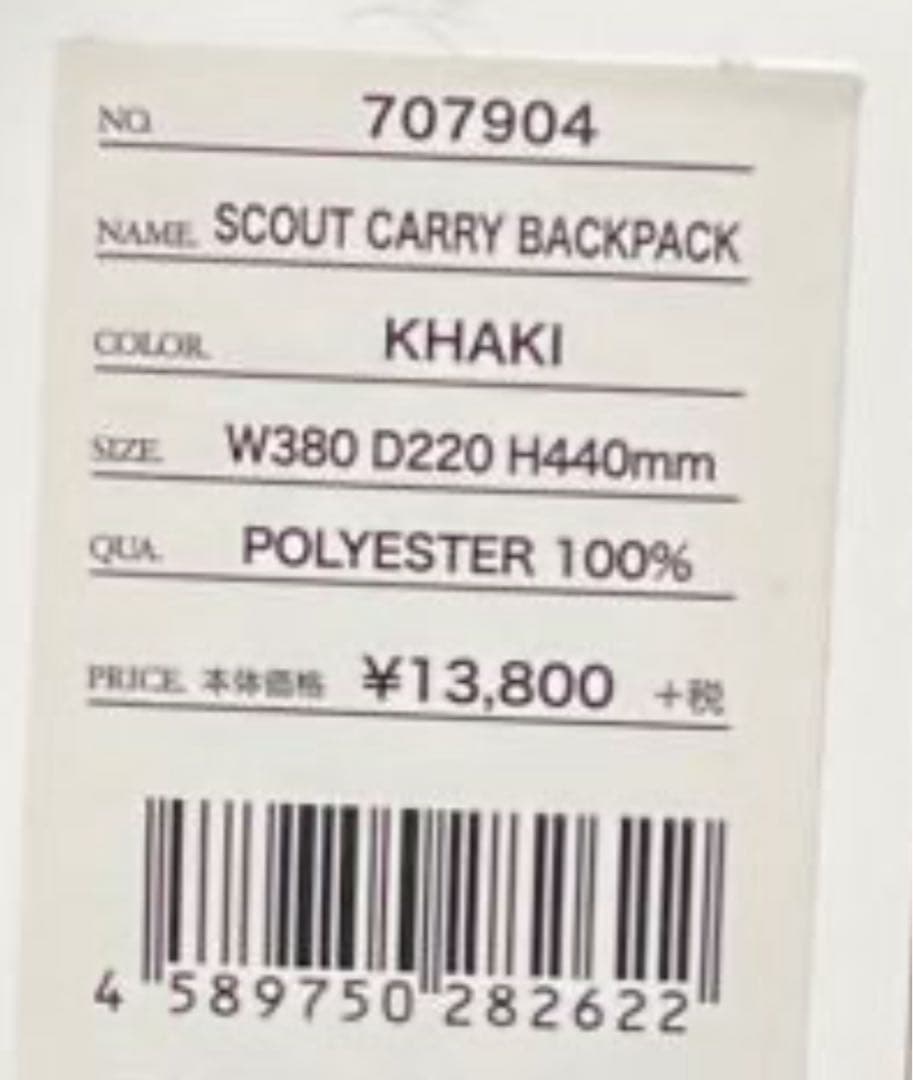 NO. 707904
NAME. SCOUT CARRY BACKPACK
COLOR. KHAKI
SIZE. W380 D220 H440mm
QUA. POLYESTER 100%
PRICE. 本体価格 ¥13,800 +税
4 589750 282622